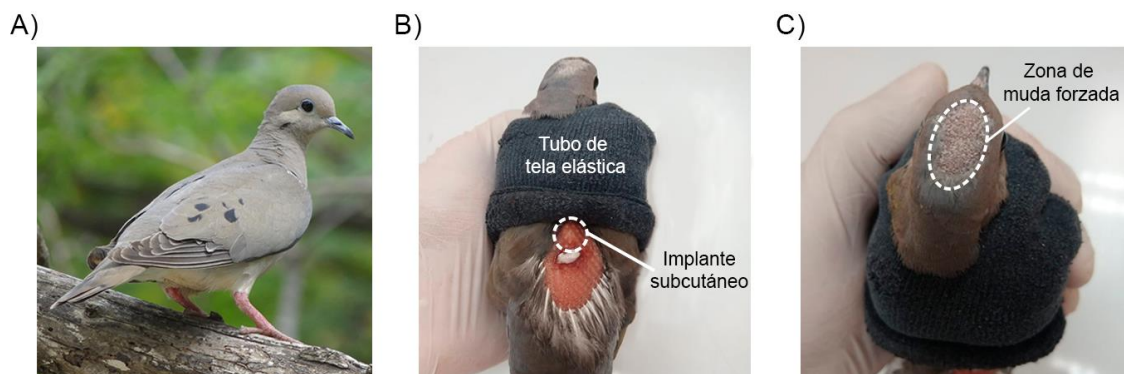 A)
B)
C)
Tubo de
tela elástica
Implante
subcutáneo
Zona de
muda forzada